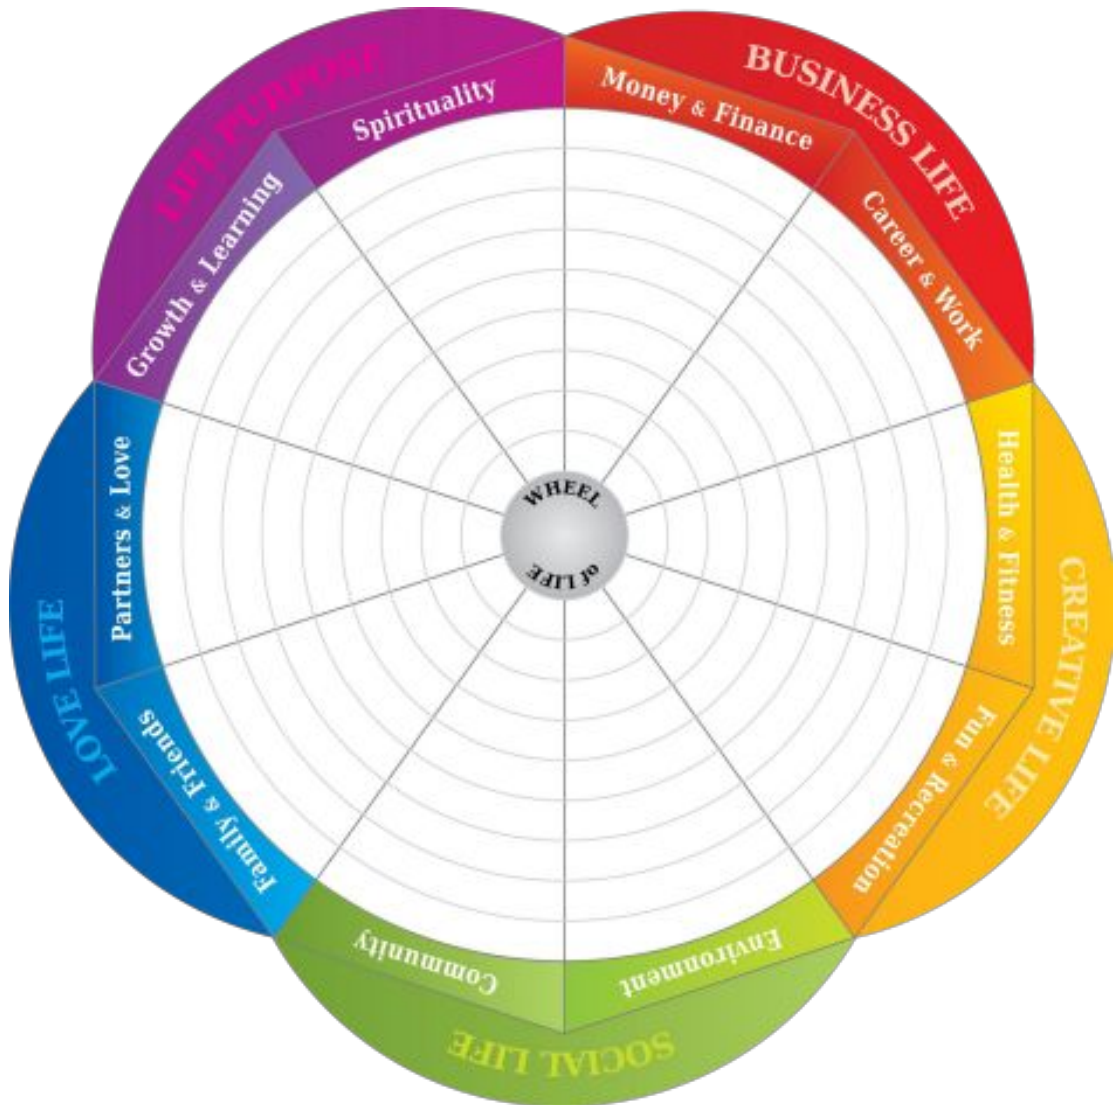 LIFE PURPOSE
BUSINESS LIFE
Spirituality
Money & Finance
Growth & Learning
Career & Work
Partners & Love
Health & Fitness
WHEEL
of LIFE
LOVE LIFE
CREATIVE LIFE
Family & Friends
Fun & Recreation
Community
Environment
SOCIAL LIFE